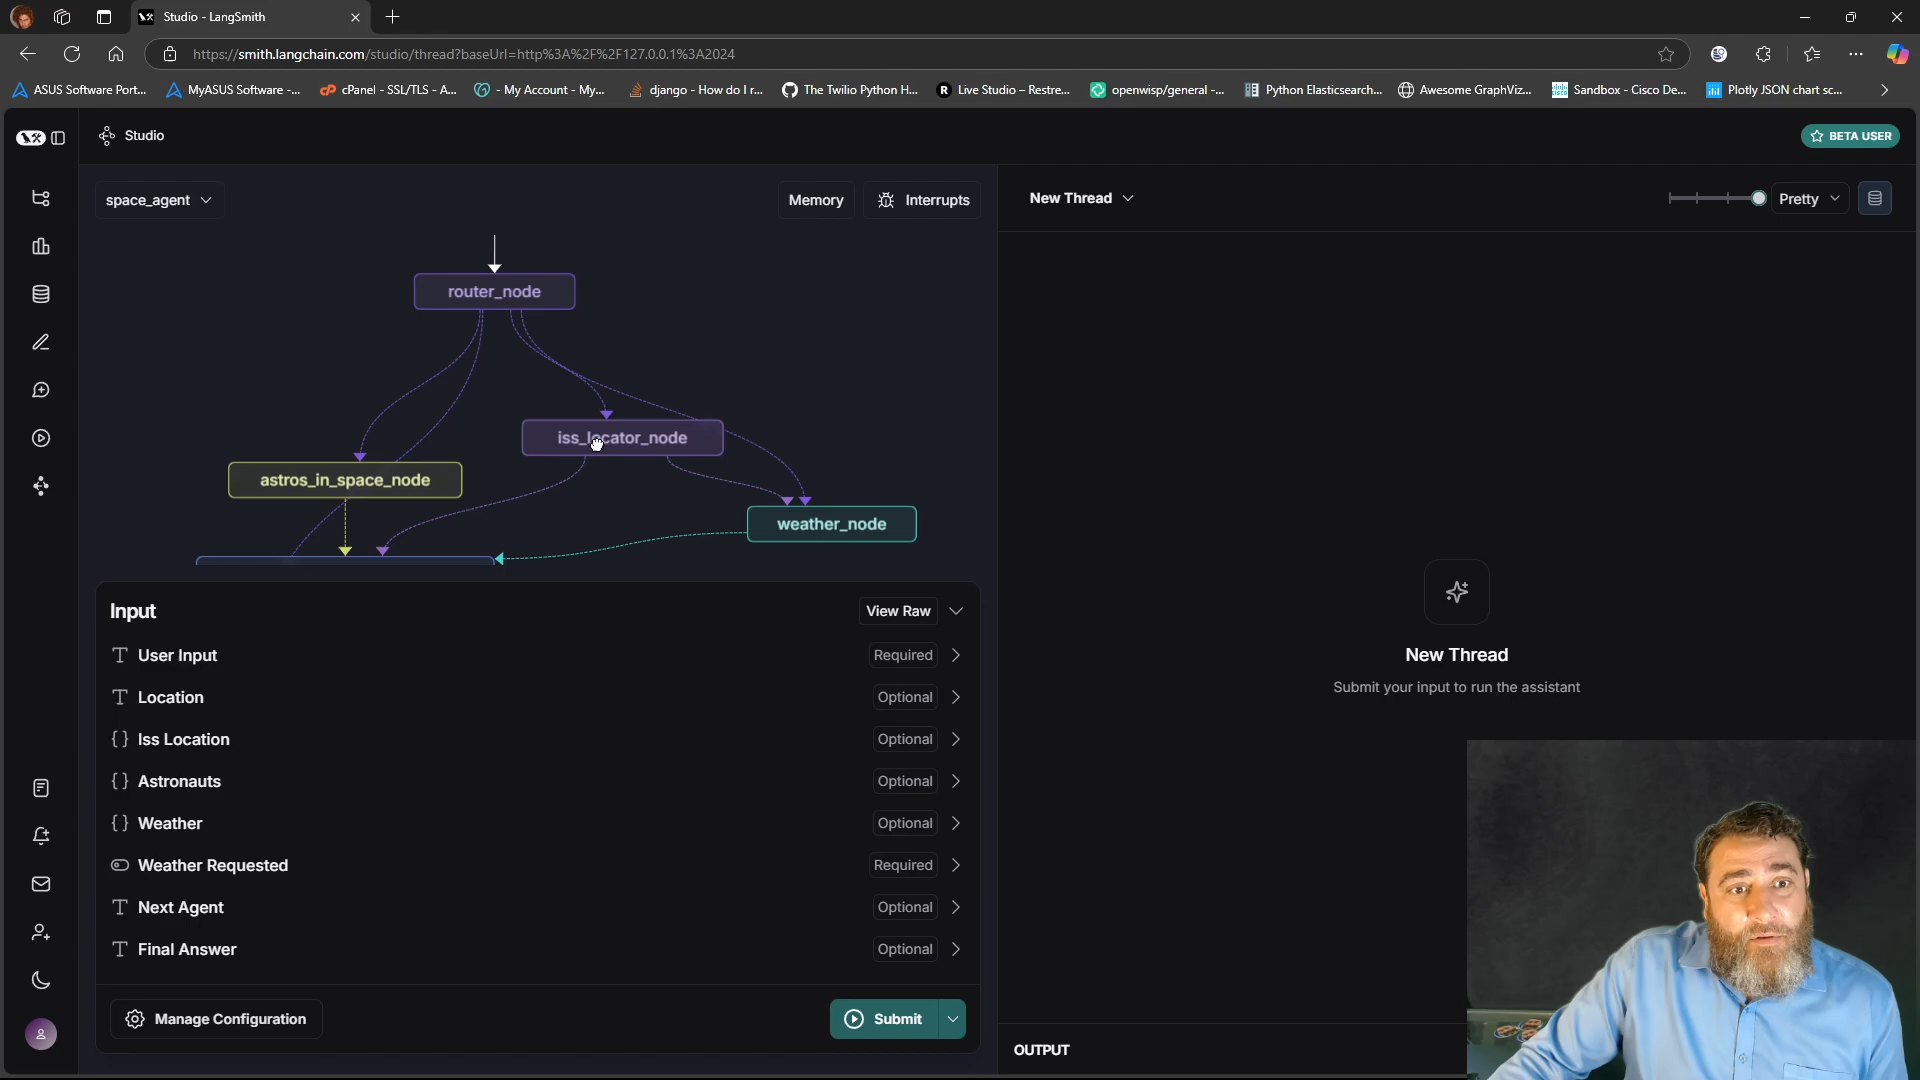 Studio - LangSmith
https://smith.langchain.com/studio/thread?baseUrl=http%3A%2F%2F127.0.0.1%3A2024
ASUS Software Port...
MyASUS Software -...
cPanel - SSL/TLS - A...
- My Account - My...
django - How do I r...
The Twilio Python H...
Live Studio – Restre...
openwisp/general -...
Python Elasticsearch...
Awesome GraphViz...
Sandbox - Cisco De...
Plotly JSON chart sc...
Studio
BETA USER
space_agent
Memory
Interrupts
New Thread
Pretty
router_node
iss_locator_node
astros_in_space_node
weather_node
Input
View Raw
User Input
Required
Location
Optional
Iss Location
Optional
Astronauts
Optional
Weather
Optional
Weather Requested
Required
Next Agent
Optional
Final Answer
Optional
Manage Configuration
Submit
New Thread
Submit your input to run the assistant
OUTPUT